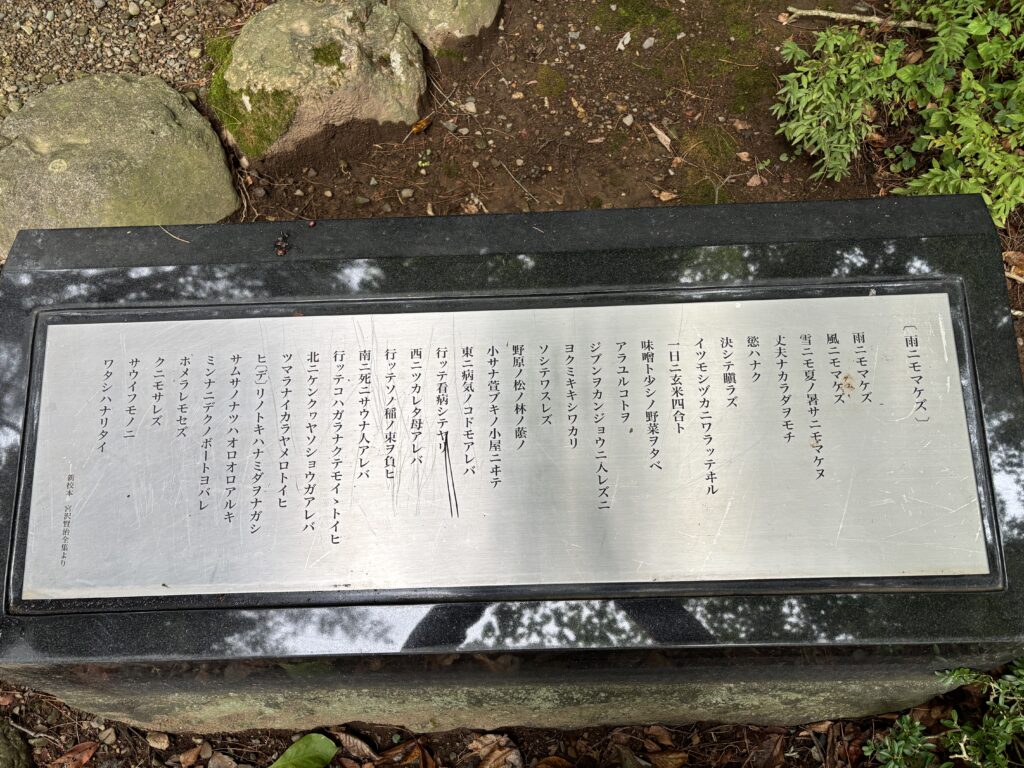 〔雨ニモマケズ〕
雨ニモマケズ
風ニモマケズ
雪ニモ夏ノ暑サニモマケヌ
丈夫ナカラダヲモチ
慾ハナク
決シテ瞋ラズ
イツモシヅカニワラッテヰル
一日ニ玄米四合ト
味噌ト少シノ野菜ヲタベ
アラユルコトヲ
ジブンヲカンジョウニ入レズニ
ヨクミキキシワカリ
ソシテワスレズ
野原ノ松ノ林ノ蔭ノ
小サナ萓ブキノ小屋ニヰテ
東ニ病気ノコドモアレバ
行ッテ看病シテヤリ
西ニツカレタ母アレバ
行ッテソノ稲ノ束ヲ負ヒ
南ニ死ニサウナ人アレバ
行ッテコハガラナクテモイヽトイヒ
北ニケンクヮヤソショウガアレバ
ツマラナイカラヤメロトイヒ
ヒ〔デ〕リノトキハナミダヲナガシ
サムサノナツハオロオロアルキ
ミンナニデクノボートヨバレ
ホメラレモセズ
クニモサレズ
サウイフモノニ
ワタシハナリタイ
新校本 宮沢賢治全集より